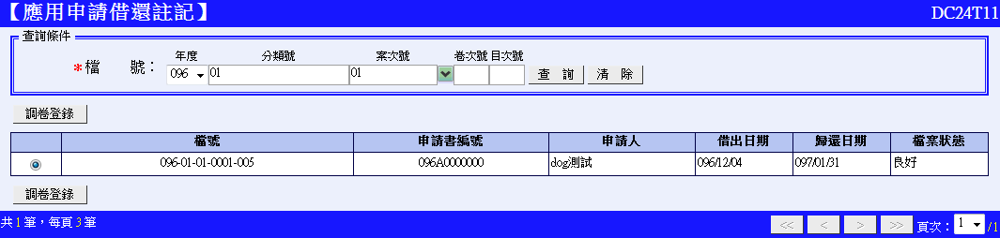 【應用申請借還註記】 DC24T11
查詢條件
年度 分類號 案次號 卷次號 目次號
*檔 號： 096 01 01 查 詢 清 除
調卷登錄
檔號 申請書編號 申請人 借出日期 歸還日期 檔案狀態
096-01-01-0001-005 096A0000000 dog測試 096/12/04 097/01/31 良好
調卷登錄
共 1 筆，每頁 3 筆 << < > >> 頁次： 1 /1